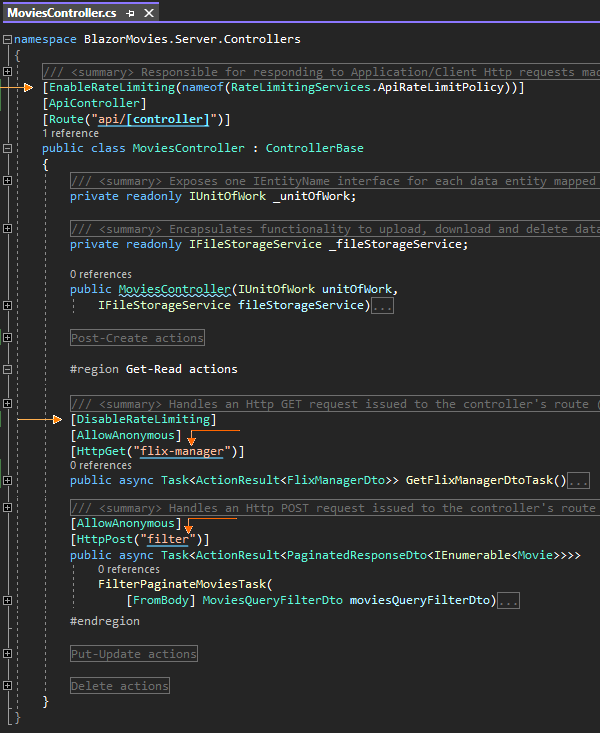 MoviesController.cs
namespace BlazorMovies.Server.Controllers
{
/// <summary> Responsible for responding to Application/Client Http requests
[EnableRateLimiting(nameof(RateLimitingServices.ApiRateLimitPolicy))]
[ApiController]
[Route("api/[controller]")]
1 reference
public class MoviesController : ControllerBase
{
/// <summary> Exposes one IEntityName interface for each data entity mapped
private readonly IUnitOfWork _unitOfWork;
/// <summary> Encapsulates functionality to upload, download and delete data
private readonly IFileStorageService _fileStorageService;
0 references
public MoviesController(IUnitOfWork unitOfWork,
IFileStorageService fileStorageService)...
Post-Create actions
#region Get-Read actions
/// <summary> Handles an Http GET request issued to the controller's route (
[DisableRateLimiting]
[AllowAnonymous]
[HttpGet("flix-manager")]
0 references
public async Task<ActionResult<FlixManagerDto>> GetFlixManagerDtoTask()...
/// <summary> Handles an Http POST request issued to the controller's route
[AllowAnonymous]
[HttpPost("filter")]
public async Task<ActionResult<PaginatedResponseDto<IEnumerable<Movie>>>>
0 references
FilterPaginateMoviesTask(
[FromBody] MoviesQueryFilterDto moviesQueryFilterDto)...
#endregion
Put-Update actions
Delete actions
}
}